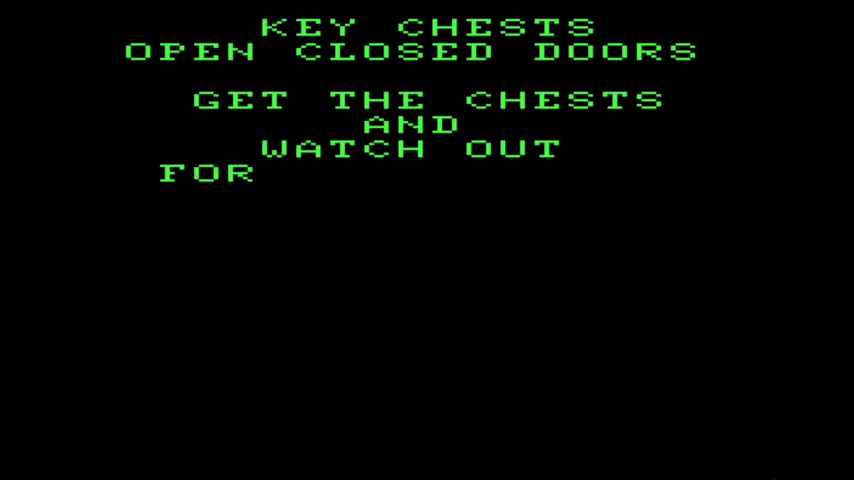 KEY CHESTS
OPEN CLOSED DOORS
GET THE CHESTS
AND
WATCH OUT
FOR